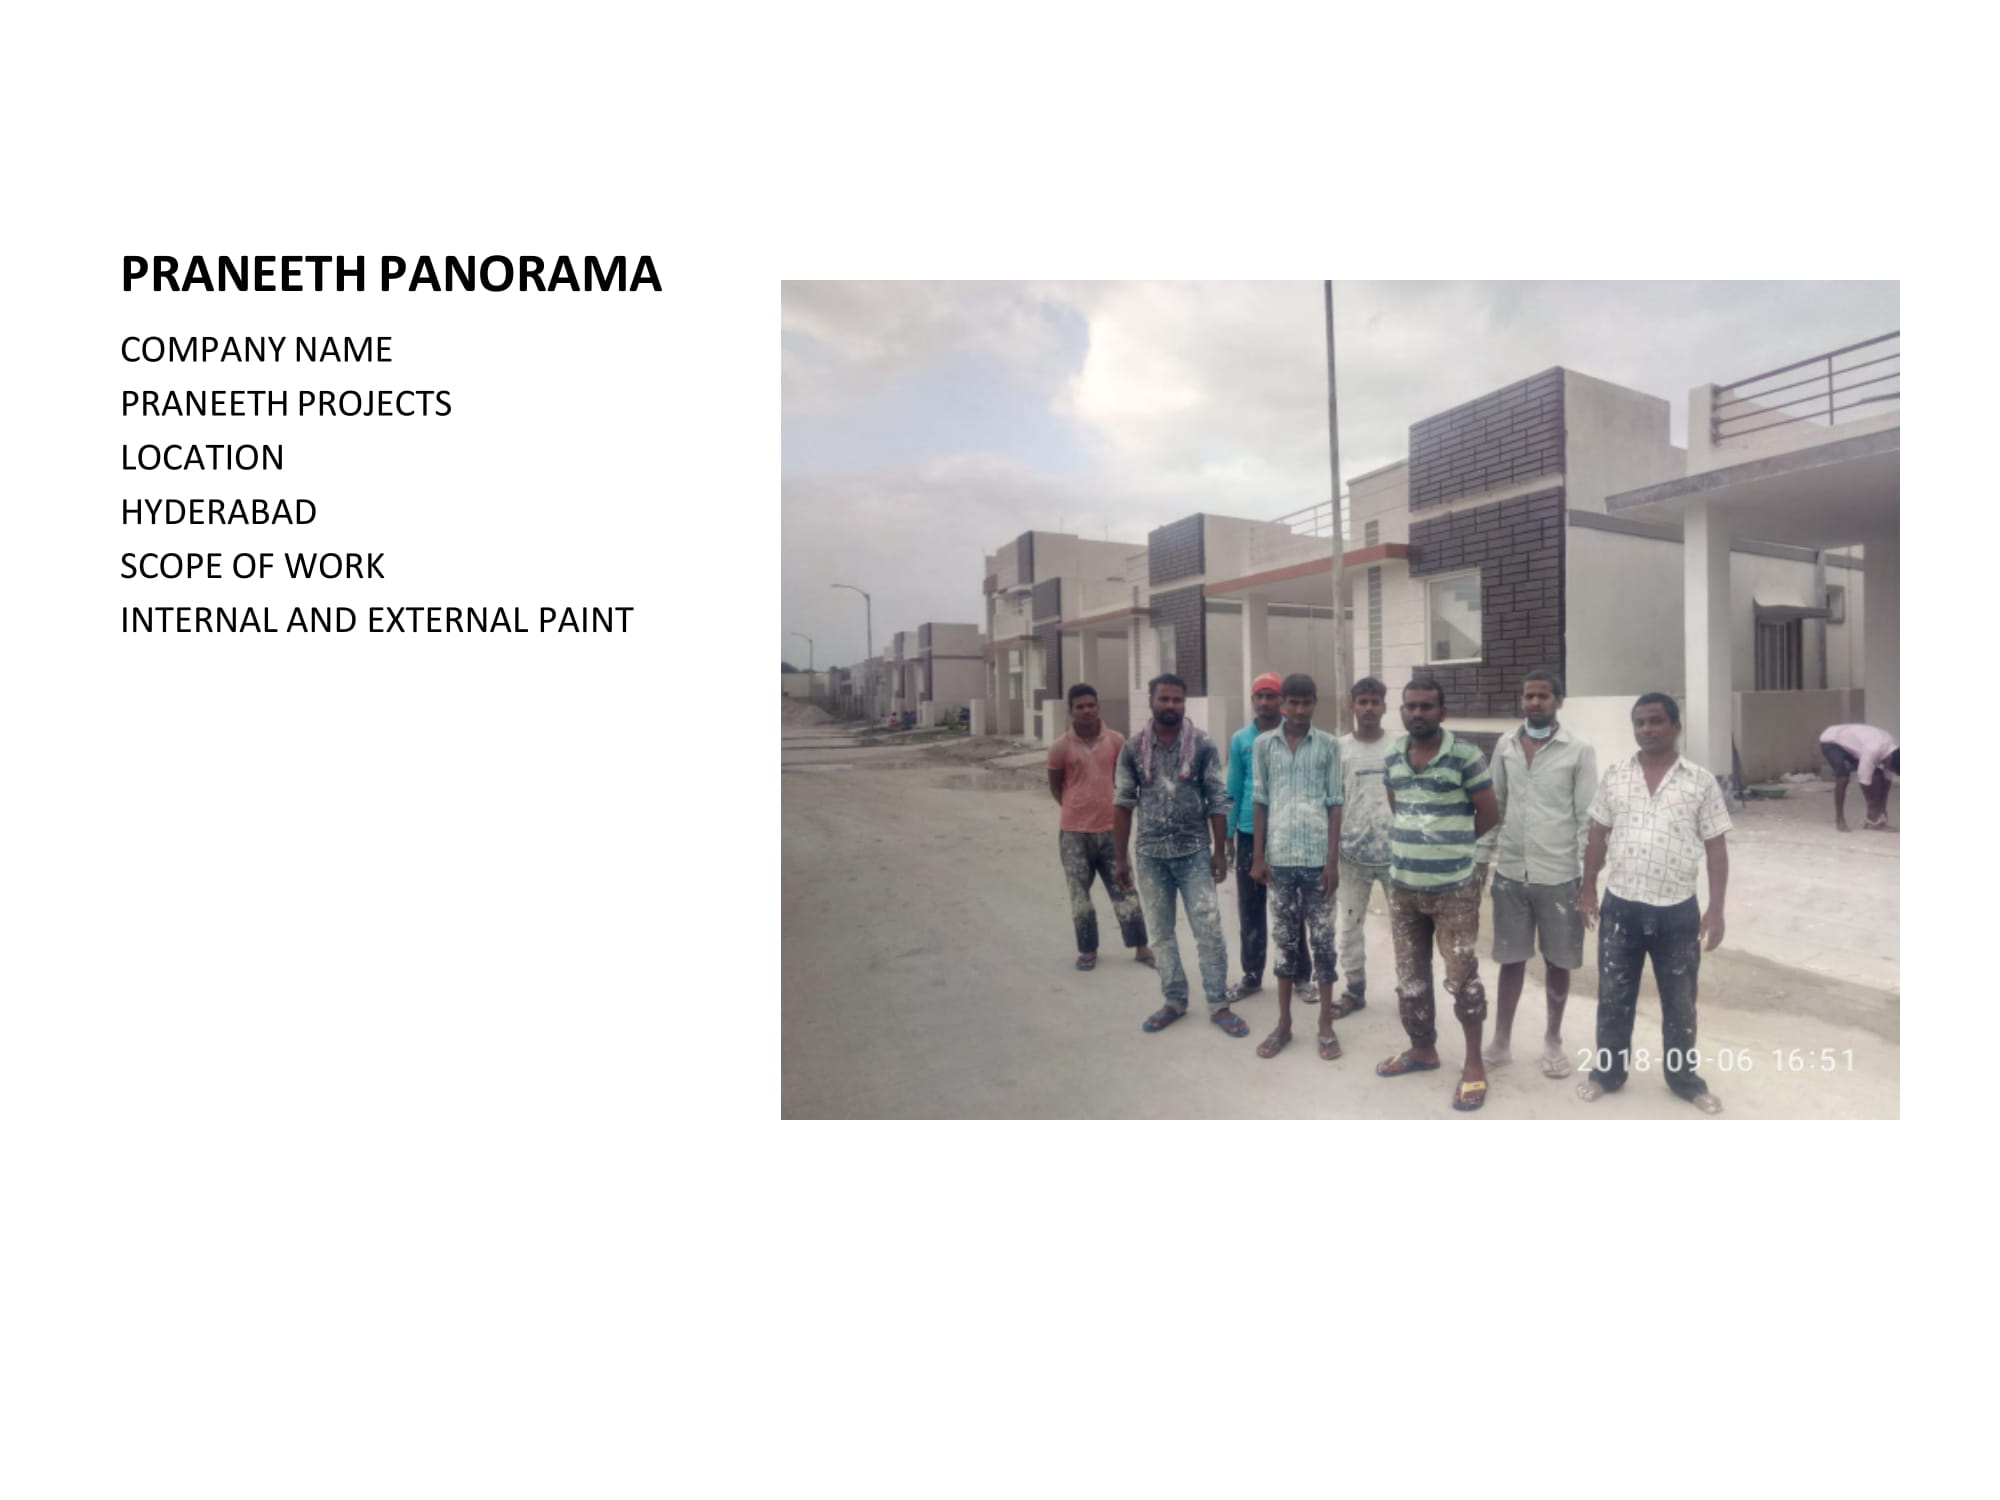 PRANEETH PANORAMA
COMPANY NAME
PRANEETH PROJECTS
LOCATION
HYDERABAD
SCOPE OF WORK
INTERNAL AND EXTERNAL PAINT
2018-09-06 16:51